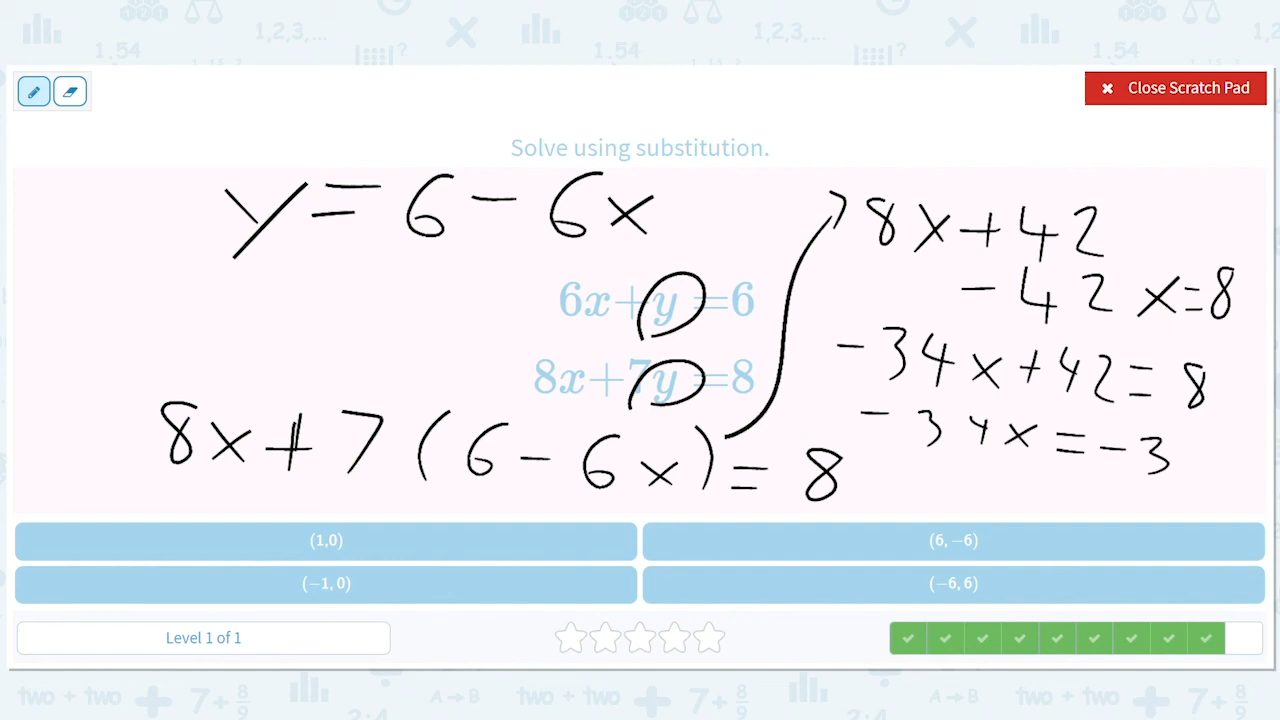 Close Scratch Pad
Solve using substitution.
y = 6 - 6x
6x+y =6
8x+7y =8
8x + 7 (6 - 6x) = 8
8x + 42
- 42 x = 8
- 34x + 42 = 8
- 34x = - 3
(1,0)
(6, −6)
(−1, 0)
(−6, 6)
Level 1 of 1